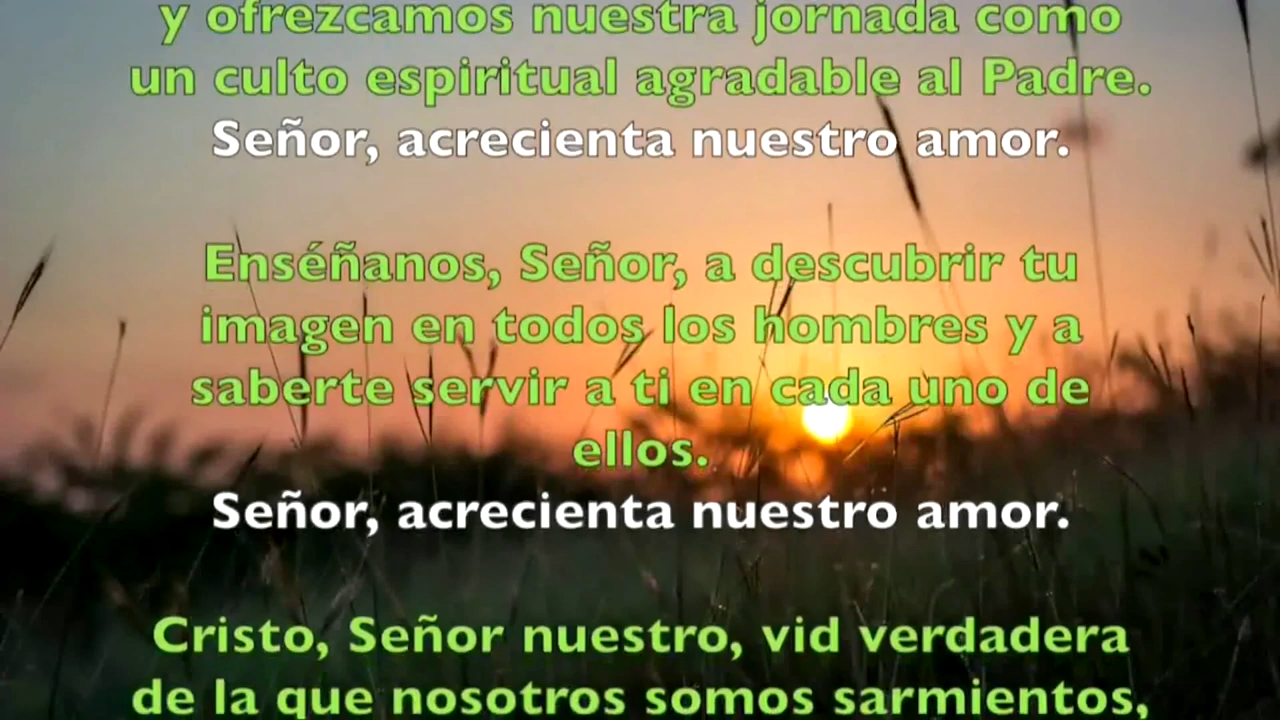 y ofrezcamos nuestra jornada como
un culto espiritual agradable al Padre.
Señor, acrecienta nuestro amor.
Enséñanos, Señor, a descubrir tu
imagen en todos los hombres y a
saberte servir a ti en cada uno de
ellos.
Señor, acrecienta nuestro amor.
Cristo, Señor nuestro, vid verdadera
de la que nosotros somos sarmientos,